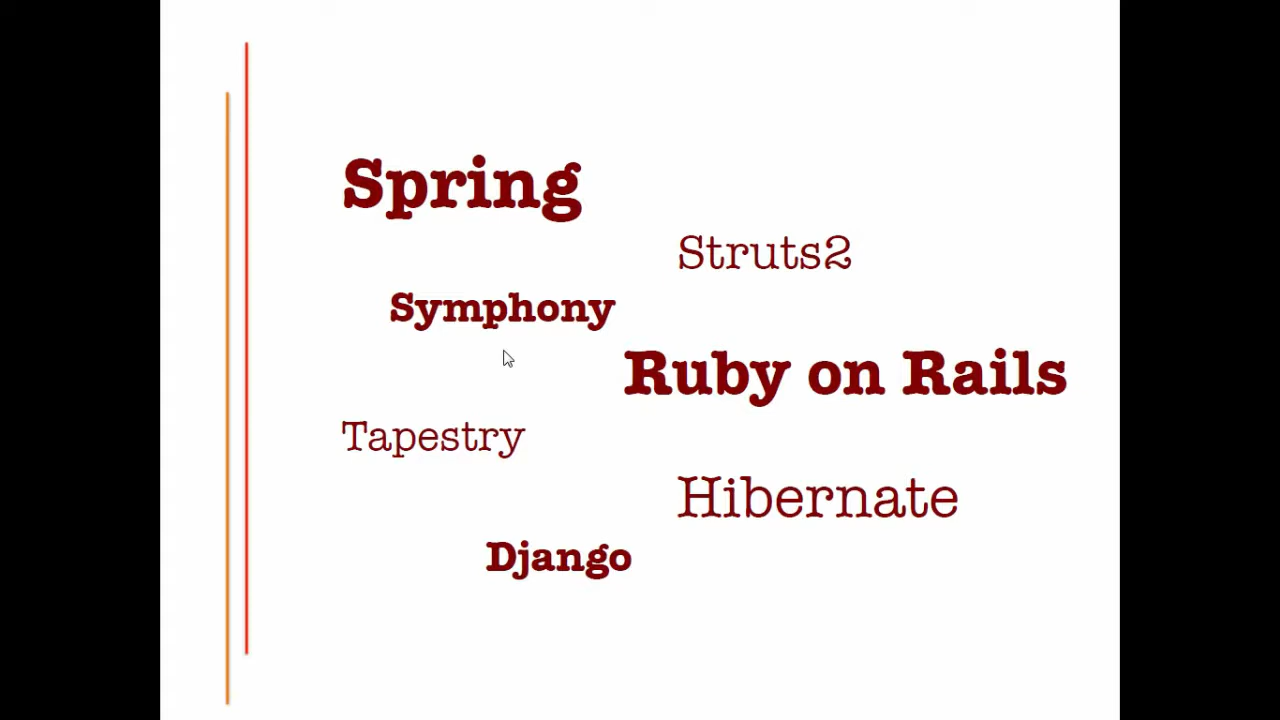 Spring
Struts2
Symphony
Ruby on Rails
Tapestry
Hibernate
Django